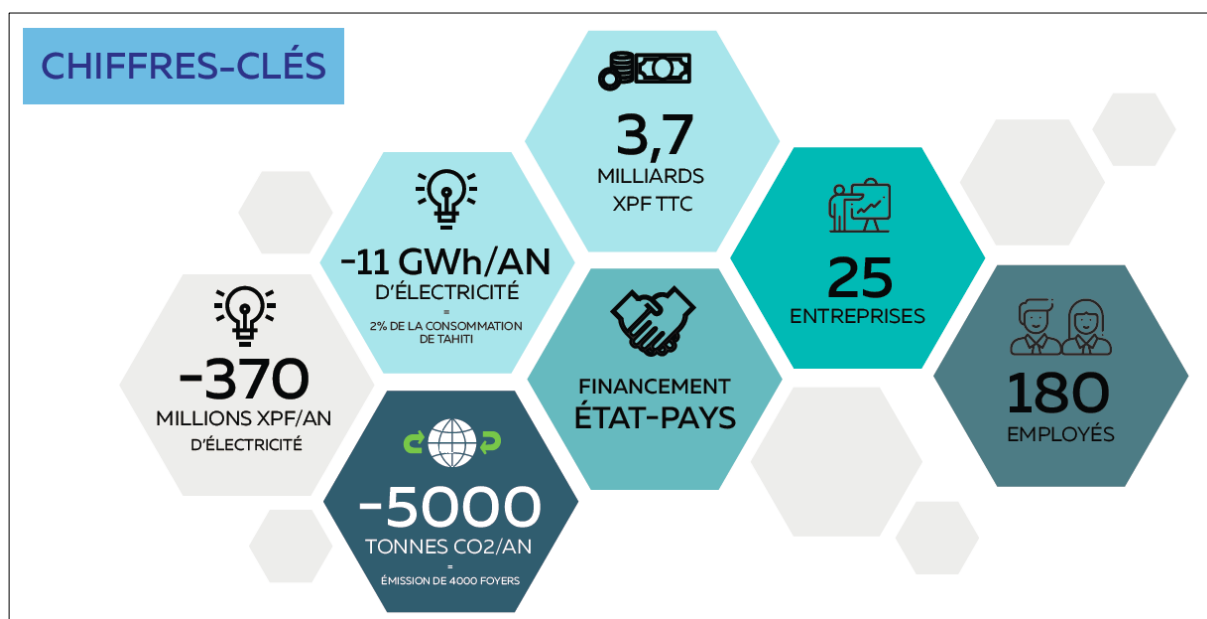 CHIFFRES-CLÉS
3,7
MILLIARDS
XPF TTC
-11 GWh/AN
D'ÉLECTRICITÉ
=
2% DE LA CONSOMMATION
DE TAHITI
25
ENTREPRISES
-370
MILLIONS XPF/AN
D'ÉLECTRICITÉ
FINANCEMENT
ÉTAT-PAYS
180
EMPLOYÉS
-5000
TONNES CO2/AN
=
ÉMISSION DE 4000 FOYERS